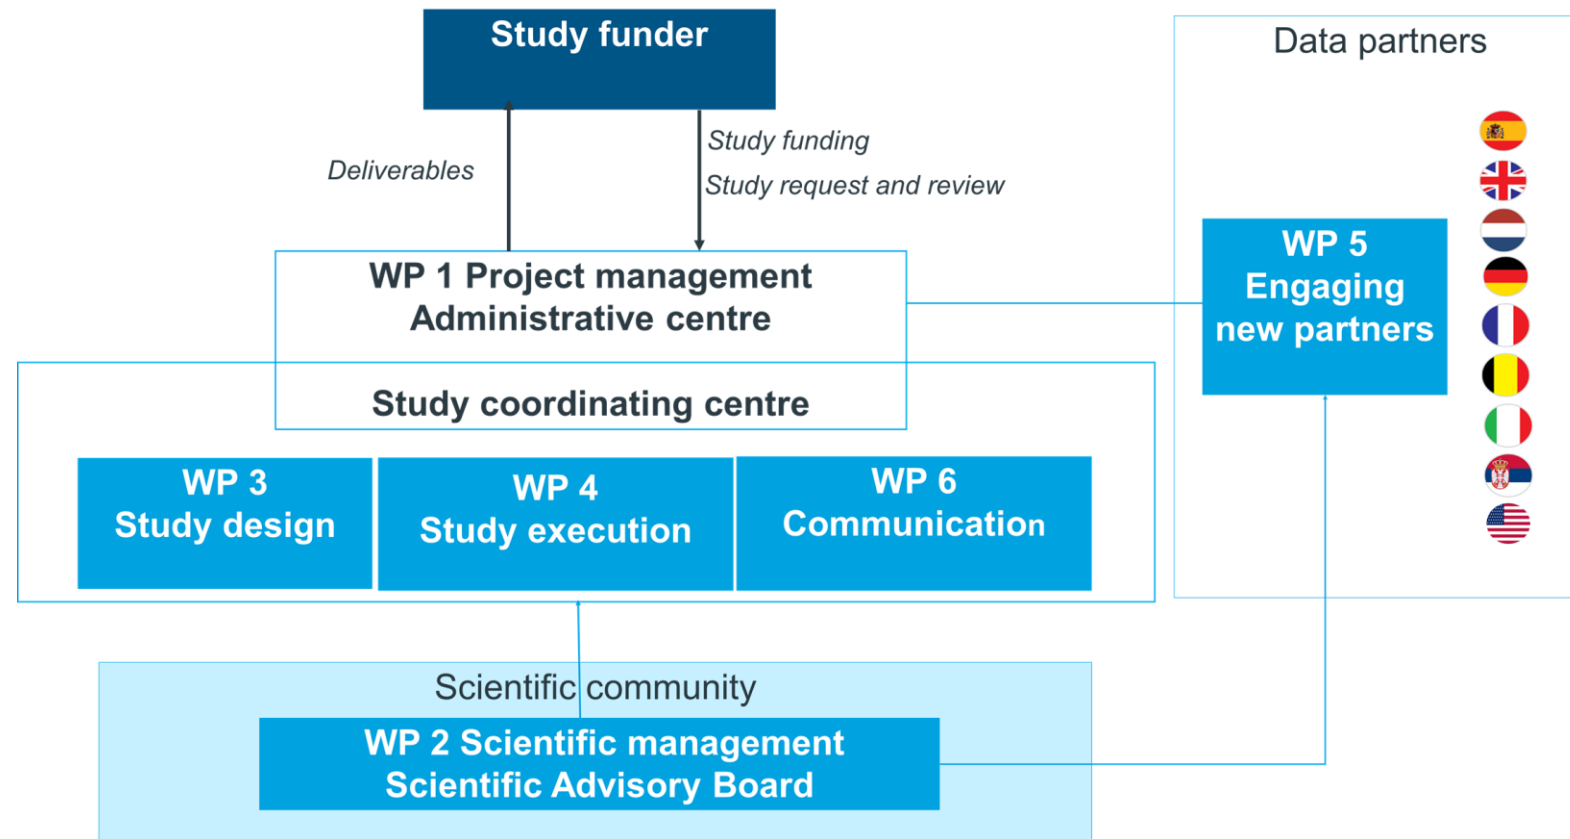 Study funder
Data partners
Deliverables
Study funding
Study request and review
WP 1 Project management
Administrative centre
Study coordinating centre
WP 5
Engaging
new partners
WP 3
Study design
WP 4
Study execution
WP 6
Communication
Scientific community
WP 2 Scientific management
Scientific Advisory Board